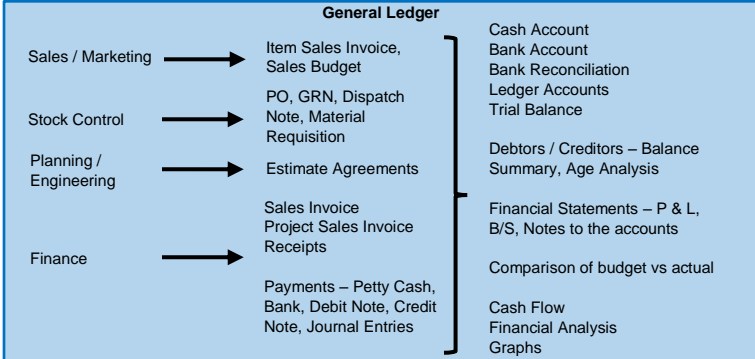 General Ledger
Sales / Marketing
Item Sales Invoice,
Sales Budget
Stock Control
PO, GRN, Dispatch
Note, Material
Requisition
Planning /
Engineering
Estimate Agreements
Finance
Sales Invoice
Project Sales Invoice
Receipts
Payments – Petty Cash,
Bank, Debit Note, Credit
Note, Journal Entries
Cash Account
Bank Account
Bank Reconciliation
Ledger Accounts
Trial Balance
Debtors / Creditors – Balance
Summary, Age Analysis
Financial Statements – P & L,
B/S, Notes to the accounts
Comparison of budget vs actual
Cash Flow
Financial Analysis
Graphs